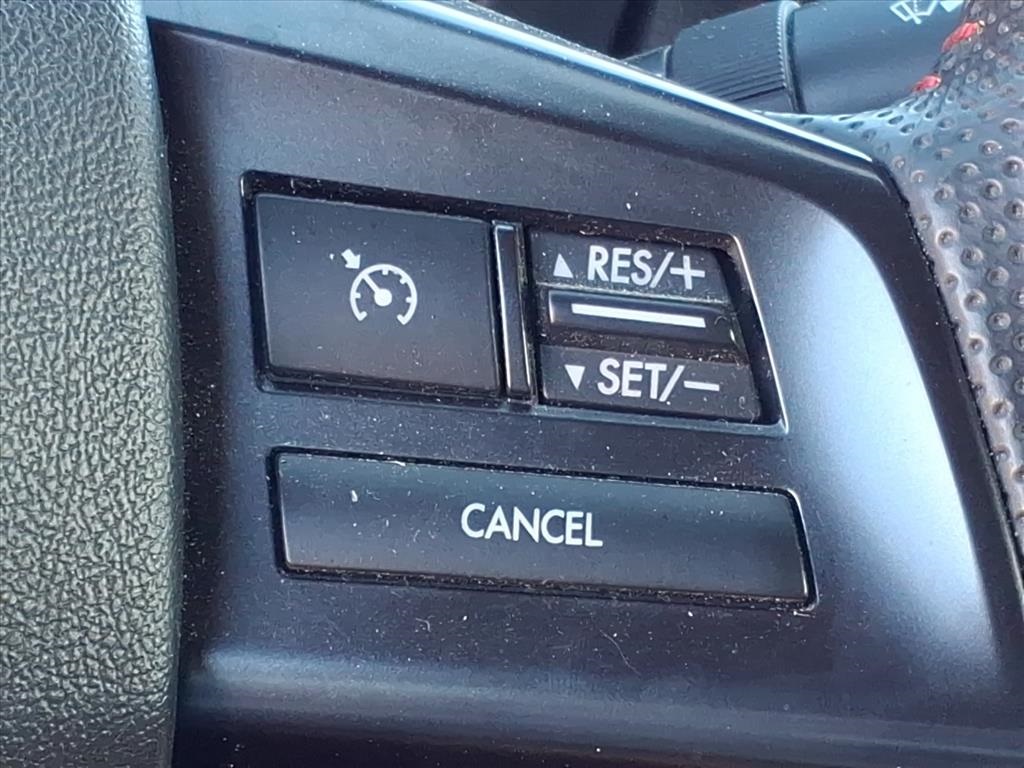 ▲ RES/+
▼ SET/−
CANCEL